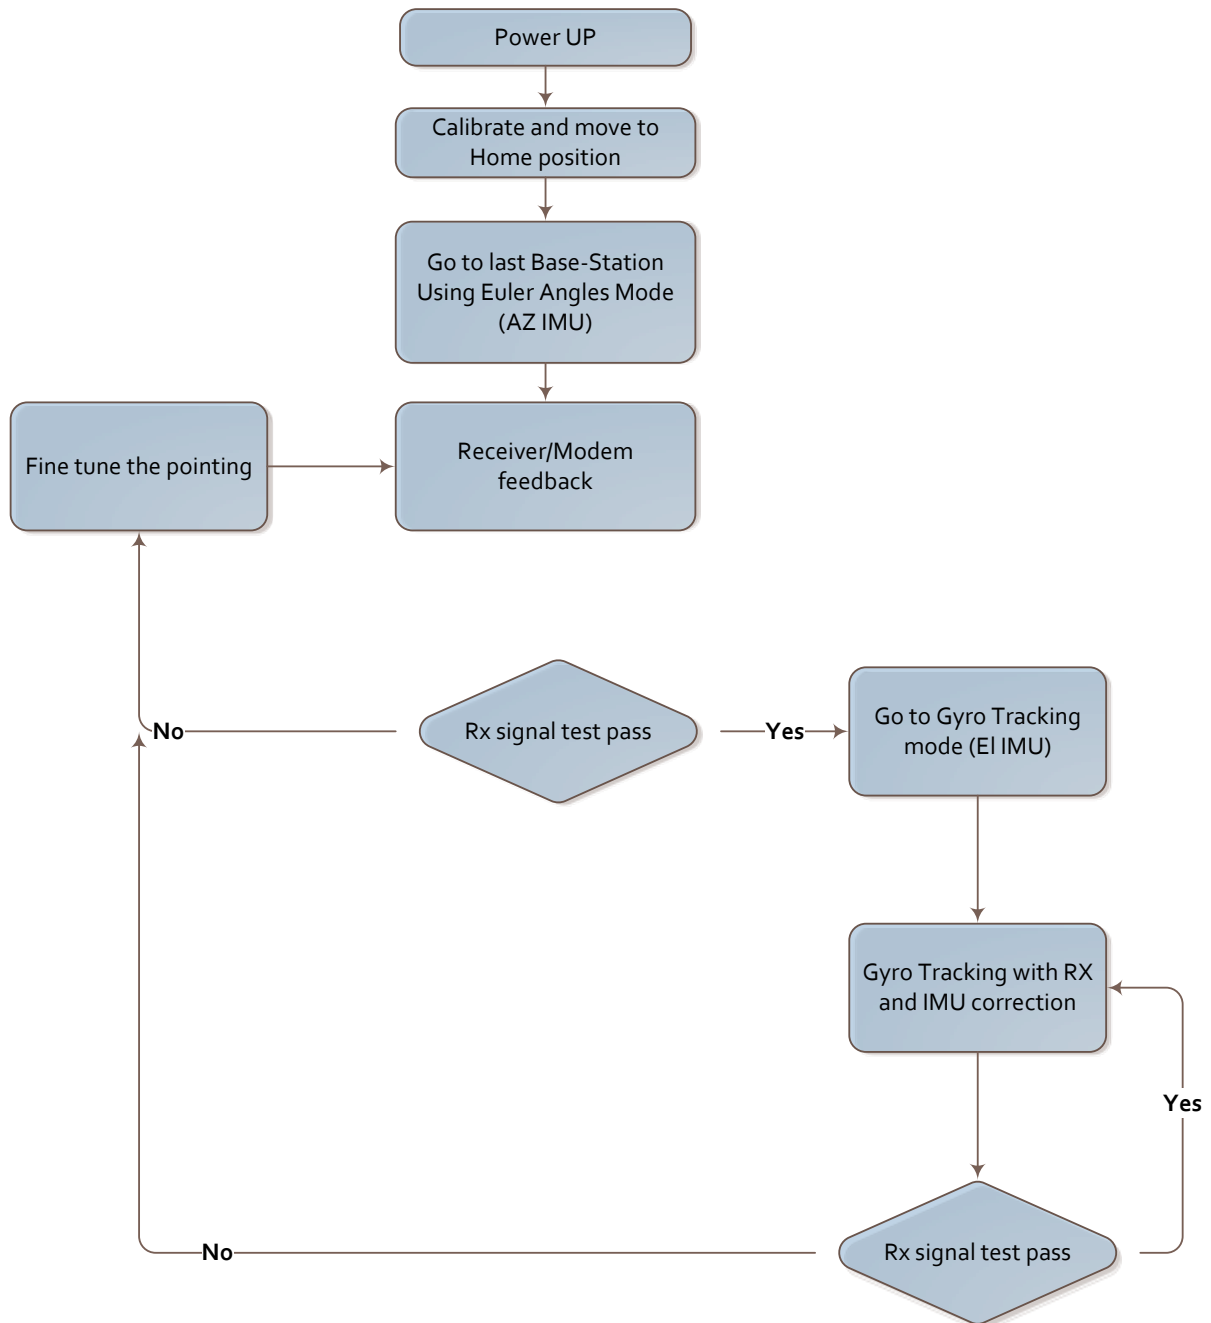 Power UP
Calibrate and move to
Home position
Go to last Base-Station
Using Euler Angles Mode
(AZ IMU)
Fine tune the pointing
Receiver/Modem
feedback
No
Rx signal test pass
Yes
Go to Gyro Tracking
mode (El IMU)
Gyro Tracking with RX
and IMU correction
Yes
No
Rx signal test pass